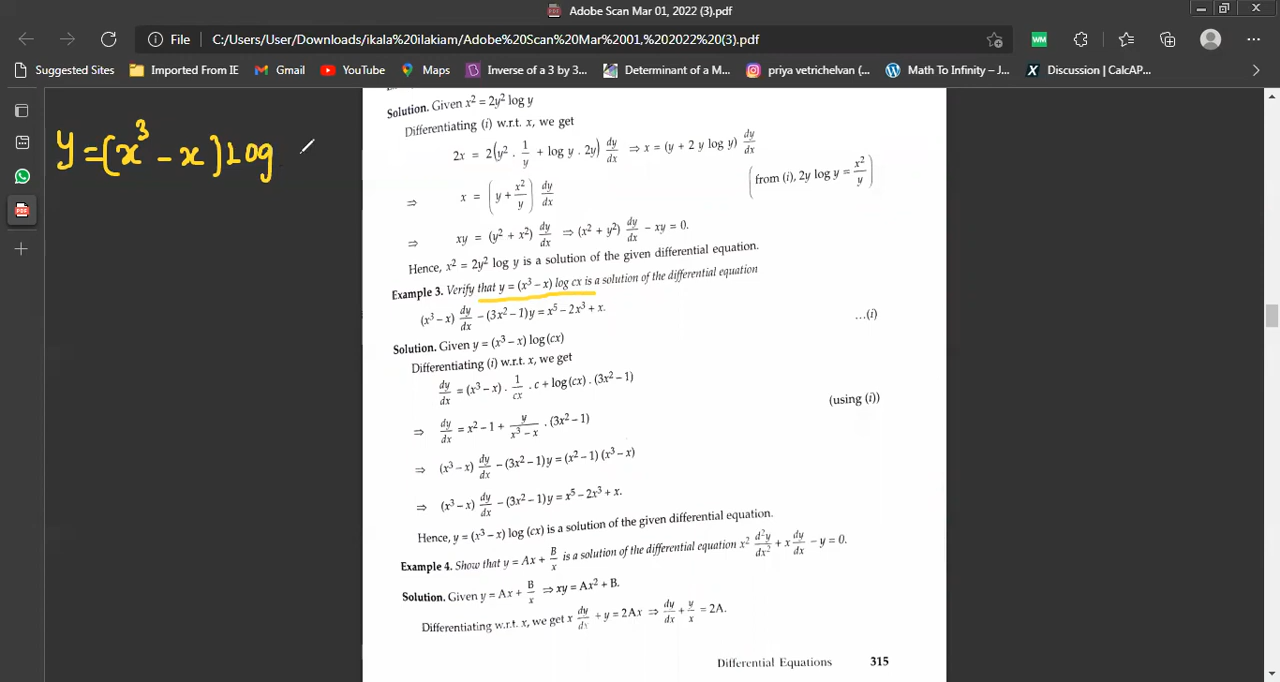 Adobe Scan Mar 01, 2022 (3).pdf
File C:/Users/User/Downloads/ikala%20ilakiam/Adobe%20Scan%20Mar%2001,%202022%20(3).pdf
Suggested Sites Imported From IE Gmail YouTube Maps Inverse of a 3 by 3... Determinant of a M... priya vetrichelvan (... Math To Infinity – J... Discussion | CalcAP...
y=(x³-x)Log
Solution. Given x² = 2y² log y
Differentiating (i) w.r.t. x, we get
2x = 2(y² · 1/y + log y · 2y) dy/dx ⇒ x = (y + 2 y log y) dy/dx
⇒ x = (y + x²/y) dy/dx (from (i), 2y log y = x²/y)
⇒ xy = (y² + x²) dy/dx ⇒ (x² + y²) dy/dx – xy = 0.
Hence, x² = 2y² log y is a solution of the given differential equation.
Example 3. Verify that y = (x³ – x) log cx is a solution of the differential equation
(x³ – x) dy/dx – (3x² – 1)y = x⁵ – 2x³ + x.
Solution. Given y = (x³ – x) log (cx) ...(i)
Differentiating (i) w.r.t. x, we get
dy/dx = (x³ – x) · 1/cx · c + log (cx) . (3x² – 1)
⇒ dy/dx = x² – 1 + y/x³ – x · (3x² – 1) (using (i))
⇒ (x³ – x) dy/dx – (3x² – 1)y = (x² – 1) (x³ – x)
⇒ (x³ – x) dy/dx – (3x² – 1)y = x⁵ – 2x³ + x.
Hence, y = (x³ – x) log (cx) is a solution of the given differential equation.
Example 4. Show that y = Ax + B/x is a solution of the differential equation x² d²y/dx² + x dy/dx – y = 0.
Solution. Given y = Ax + B/x ⇒ xy = Ax² + B.
Differentiating w.r.t. x, we get x dy/dx + y = 2Ax ⇒ dy/dx + y/x = 2A.
Differential Equations 315